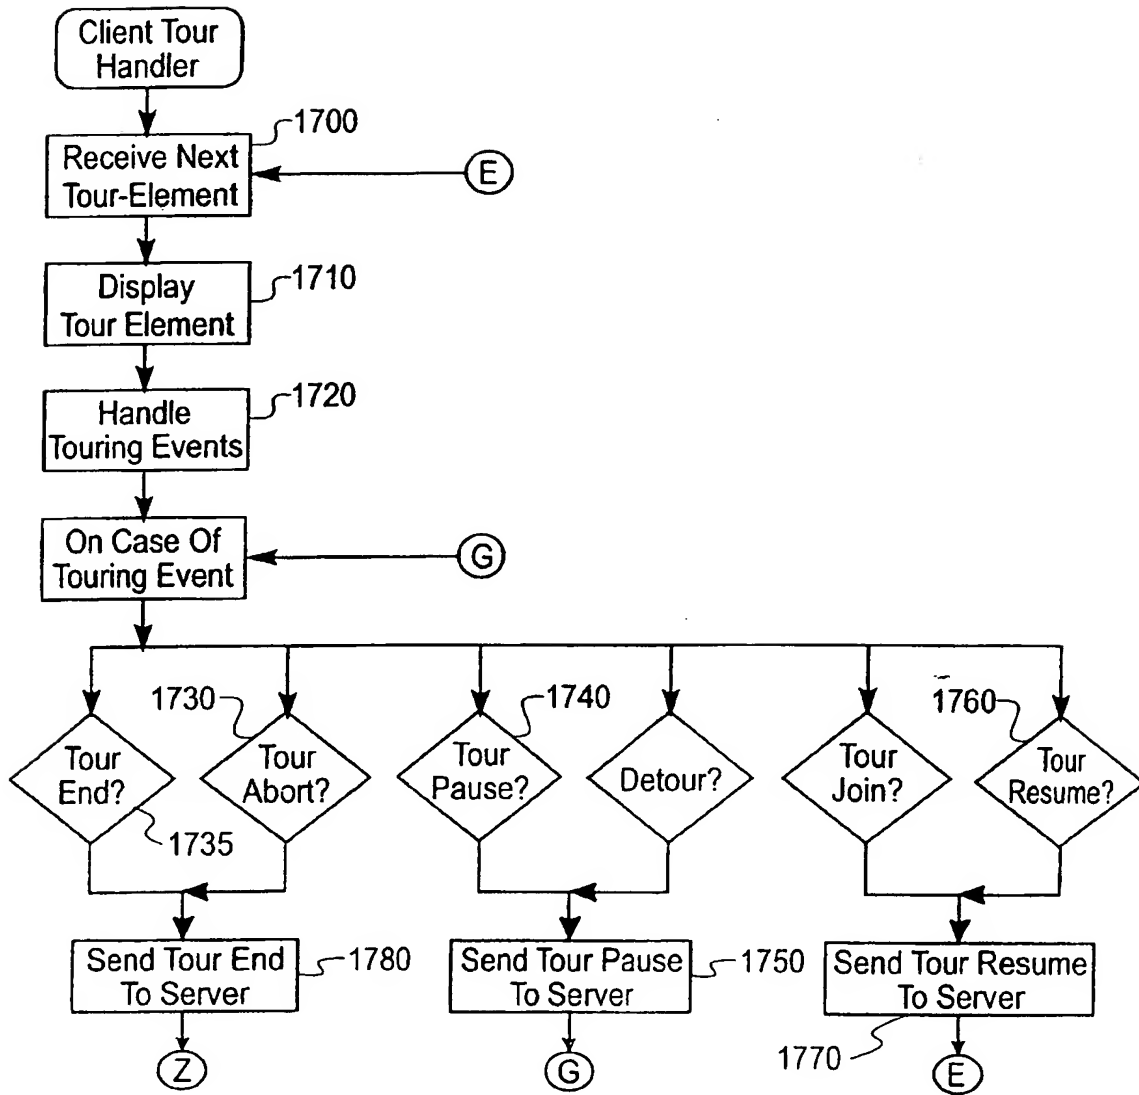 Client Tour
Handler
1700
Receive Next
Tour-Element
E
1710
Display
Tour Element
1720
Handle
Touring Events
On Case Of
Touring Event
G
1730
1740
1760
Tour
End?
Tour
Abort?
Tour
Pause?
Detour?
Tour
Join?
Tour
Resume?
1735
Send Tour End
To Server
1780
Send Tour Pause
To Server
1750
Send Tour Resume
To Server
1770
Z
G
E